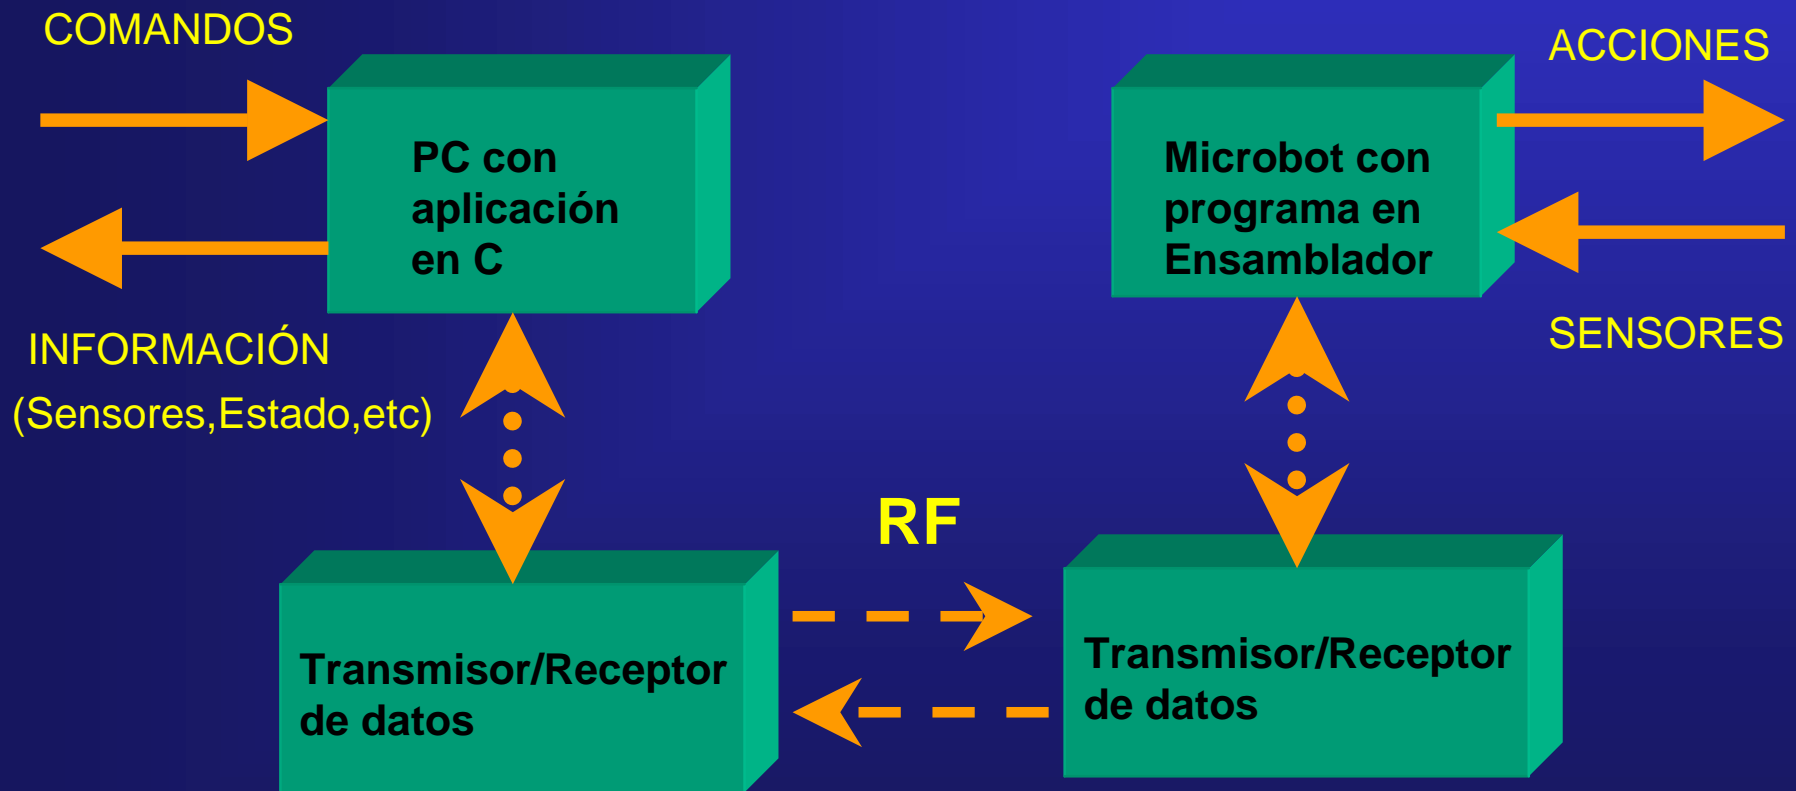 COMANDOS
ACCIONES
PC con
aplicación
en C
Microbot con
programa en
Ensamblador
INFORMACIÓN
(Sensores,Estado,etc)
SENSORES
RF
Transmisor/Receptor
de datos
Transmisor/Receptor
de datos